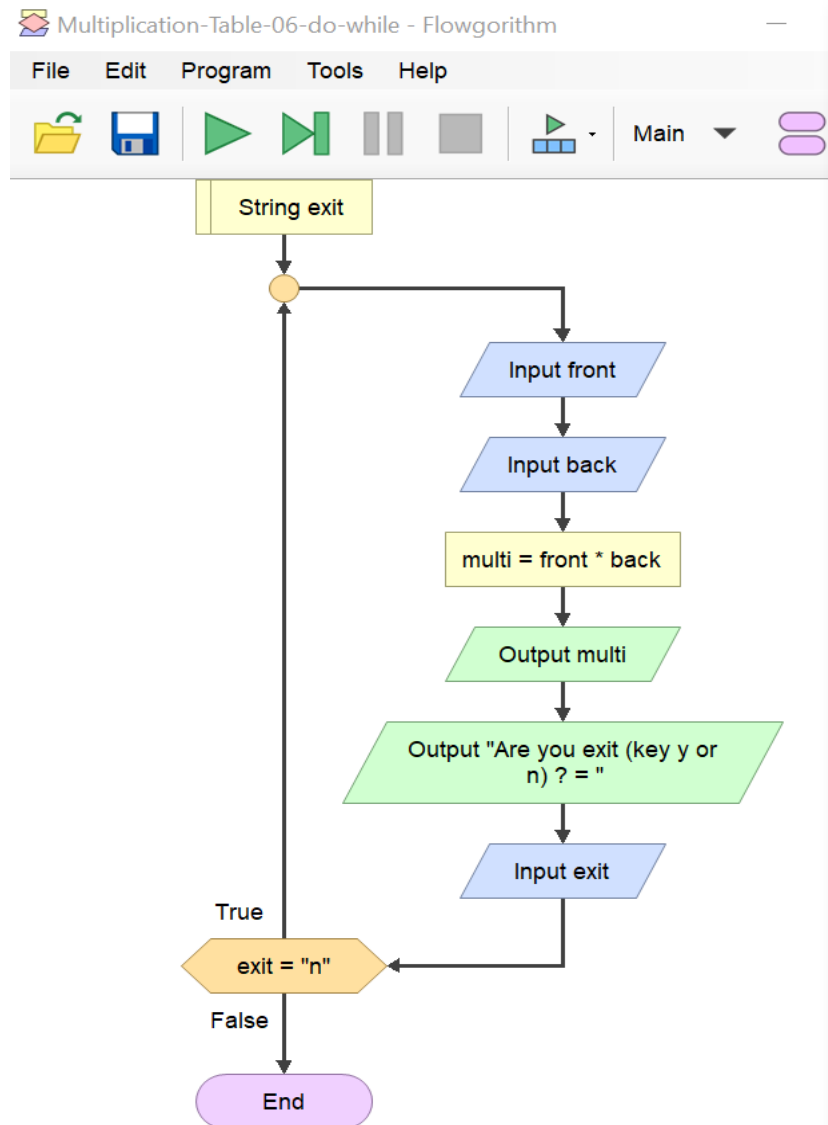 Multiplication-Table-06-do-while - Flowgorithm
File Edit Program Tools Help
Main
String exit
Input front
Input back
multi = front * back
Output multi
Output "Are you exit (key y or
n) ? = "
Input exit
True
exit = "n"
False
End